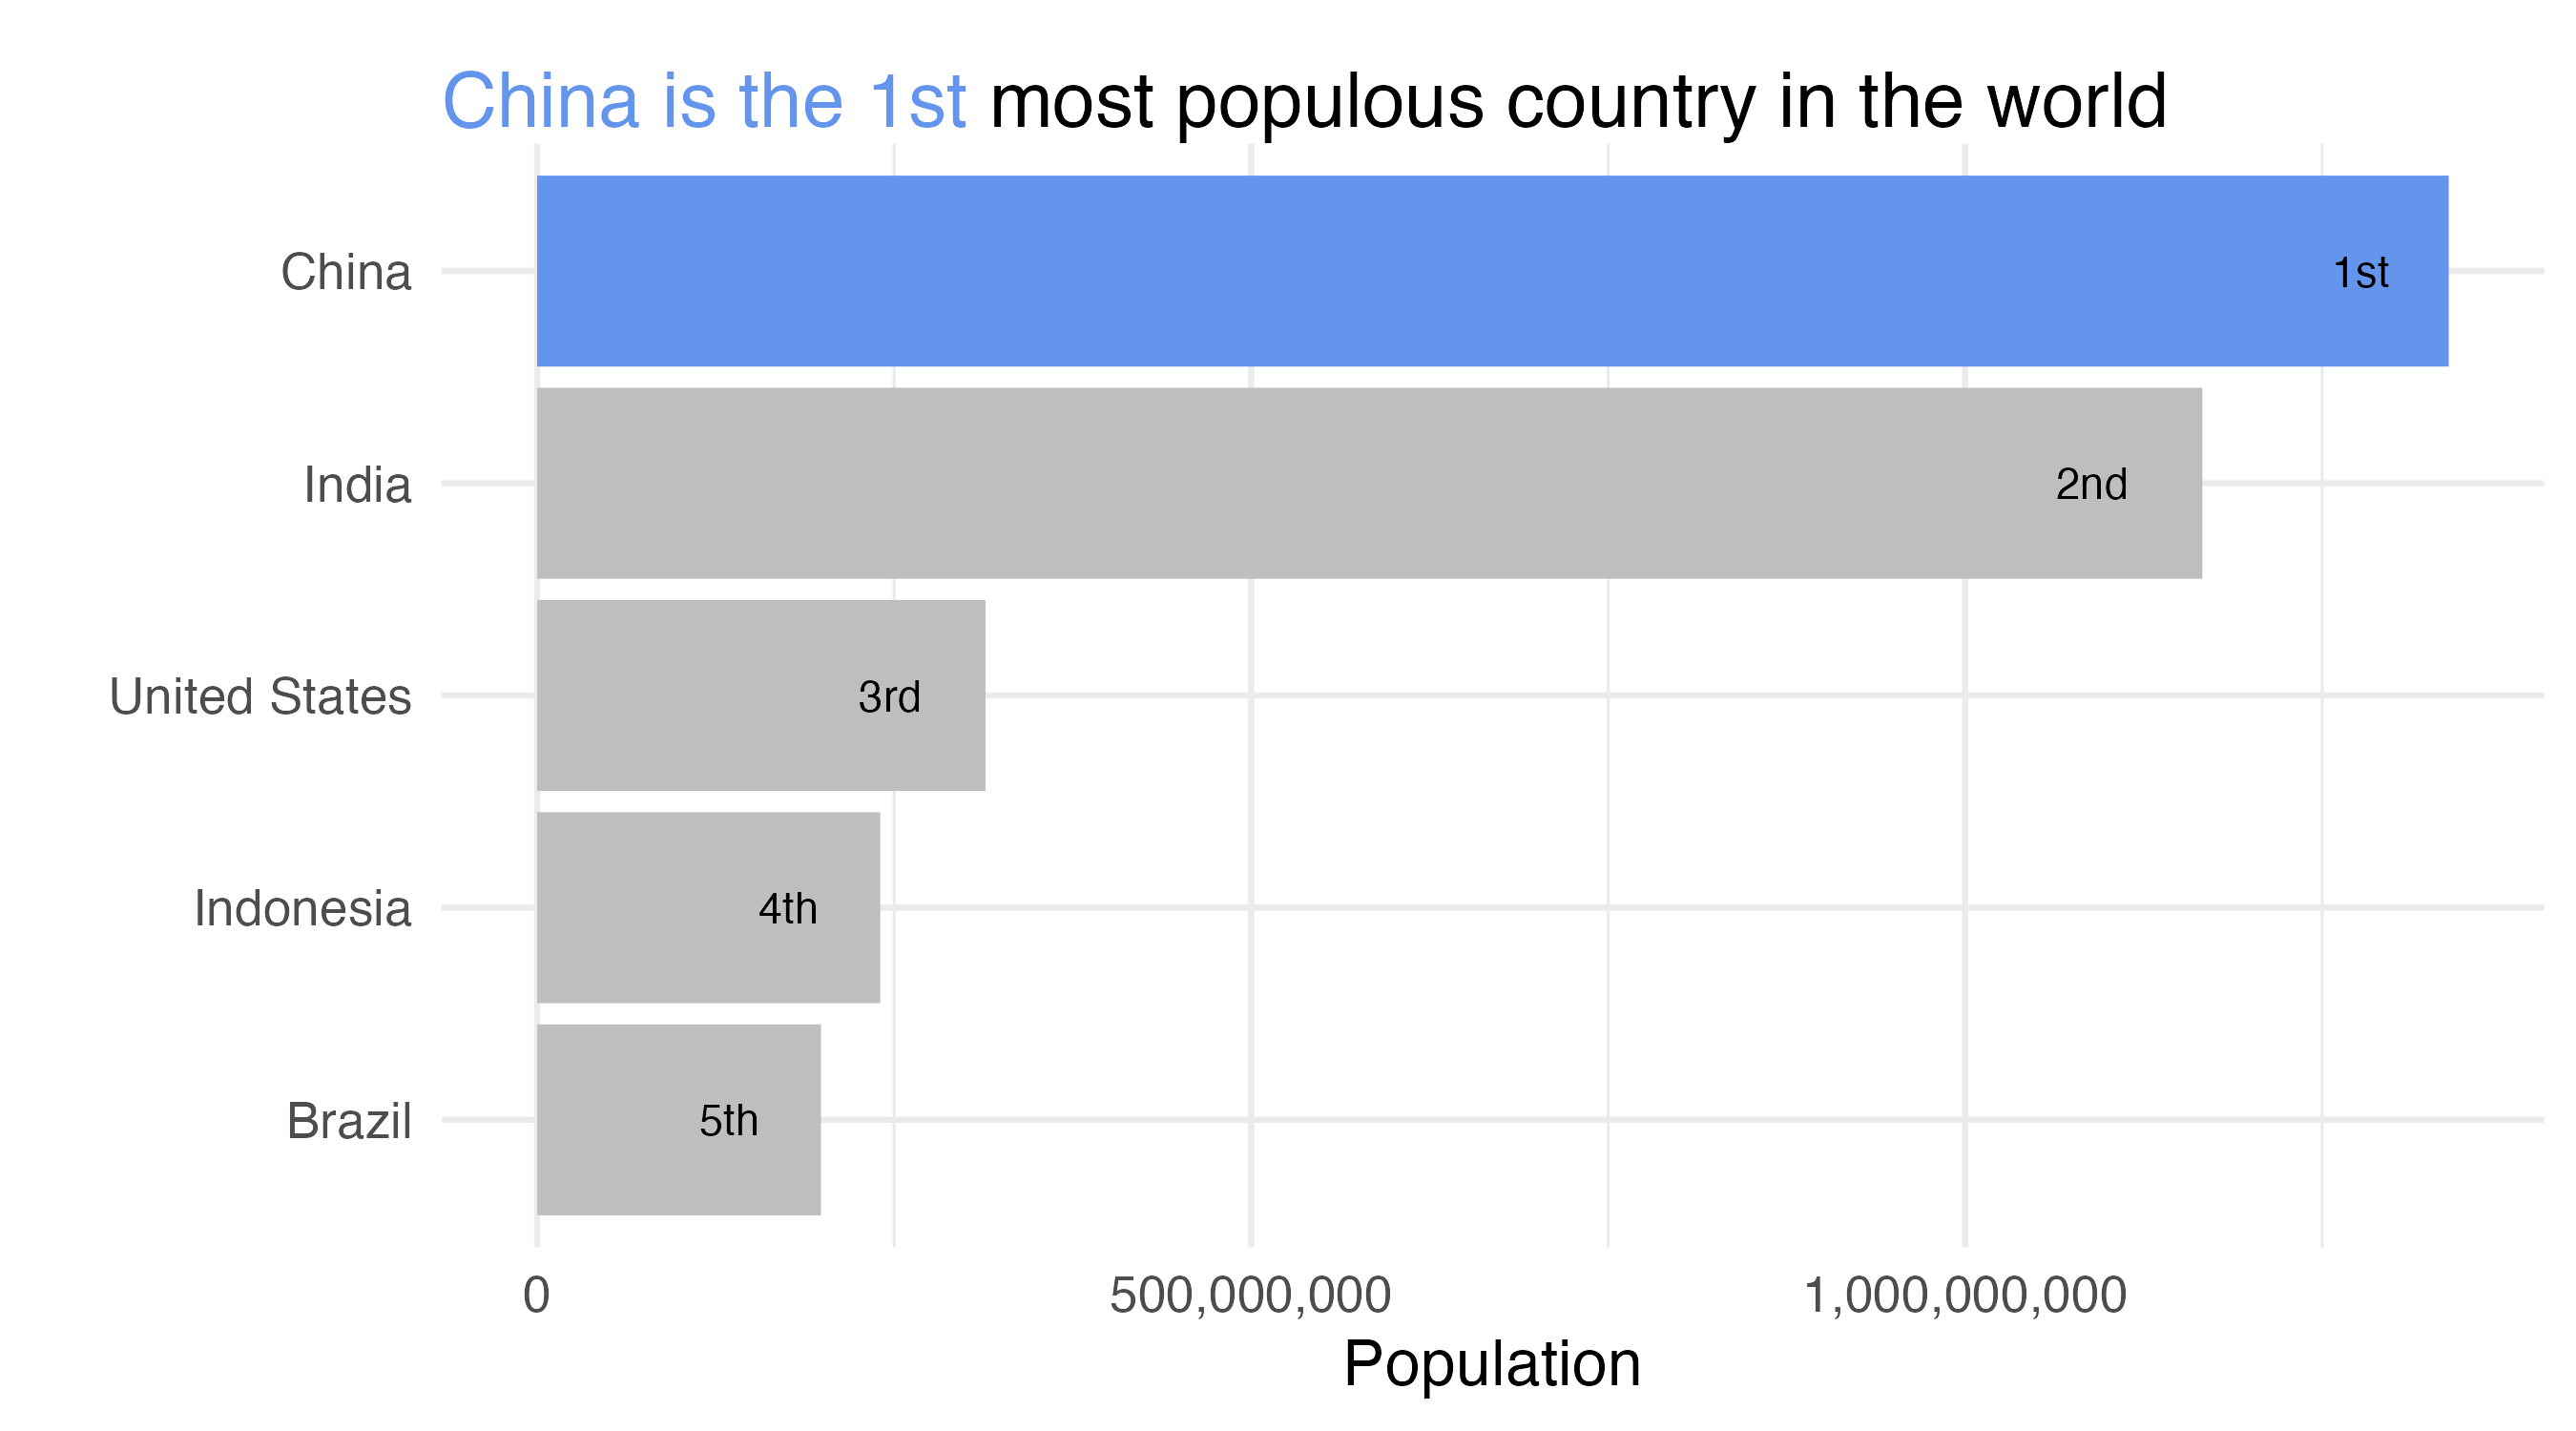 China is the 1st most populous country in the world
China
1st
India
2nd
United States
3rd
Indonesia
4th
Brazil
5th
0
500,000,000
1,000,000,000
Population